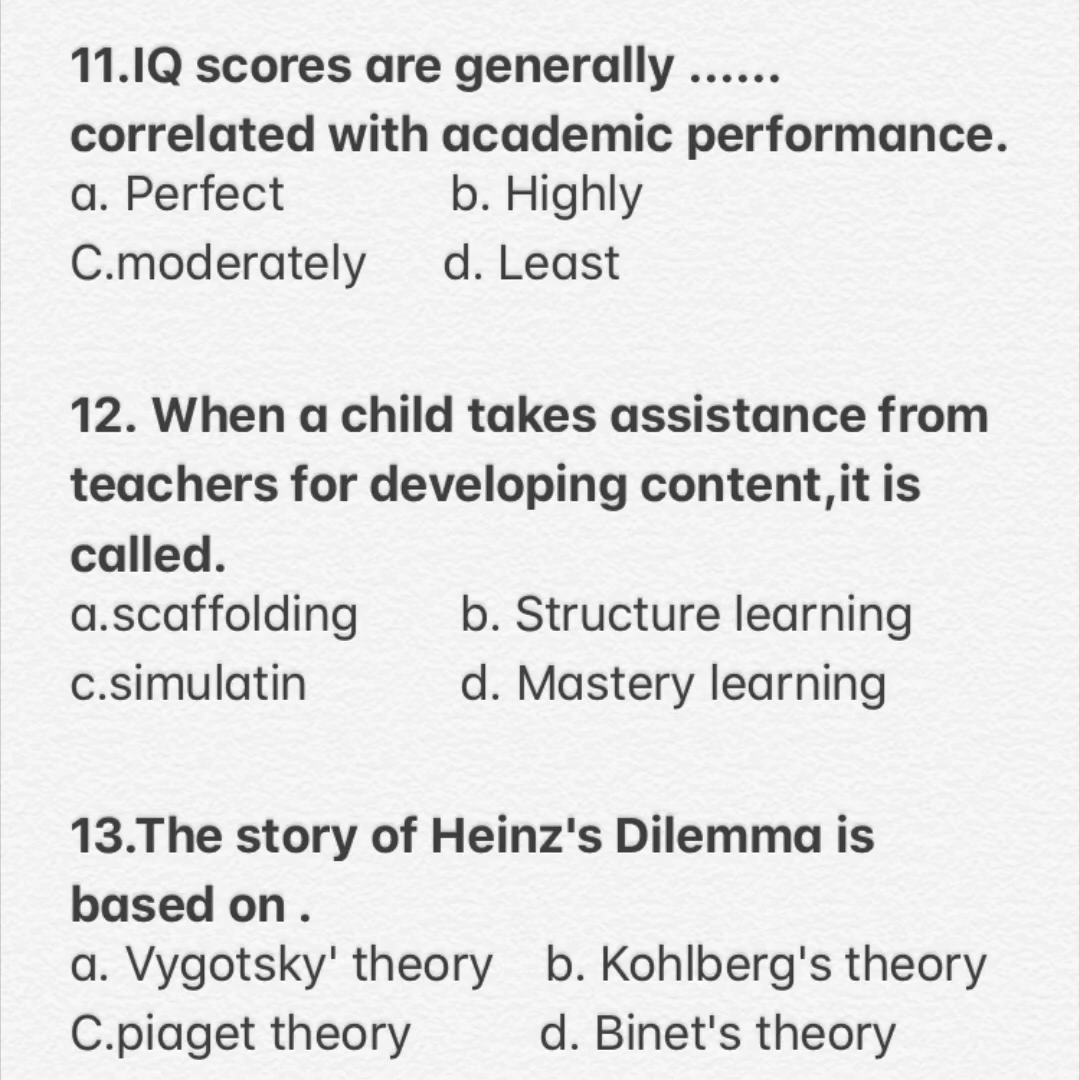 11.IQ scores are generally ......
correlated with academic performance.
a. Perfect b. Highly
C.moderately d. Least
12. When a child takes assistance from
teachers for developing content,it is
called.
a.scaffolding b. Structure learning
c.simulatin d. Mastery learning
13.The story of Heinz's Dilemma is
based on .
a. Vygotsky' theory b. Kohlberg's theory
C.piaget theory d. Binet's theory